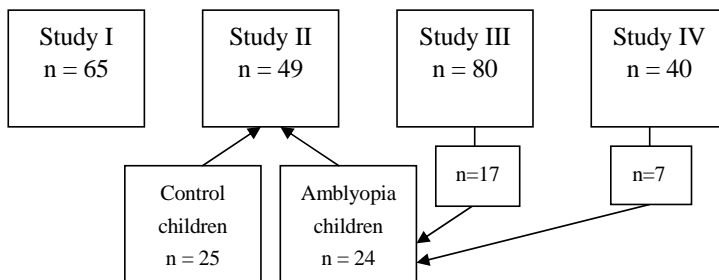 Study I
n = 65
Study II
n = 49
Study III
n = 80
Study IV
n = 40
Control
children
n = 25
Amblyopia
children
n = 24
n=17
n=7